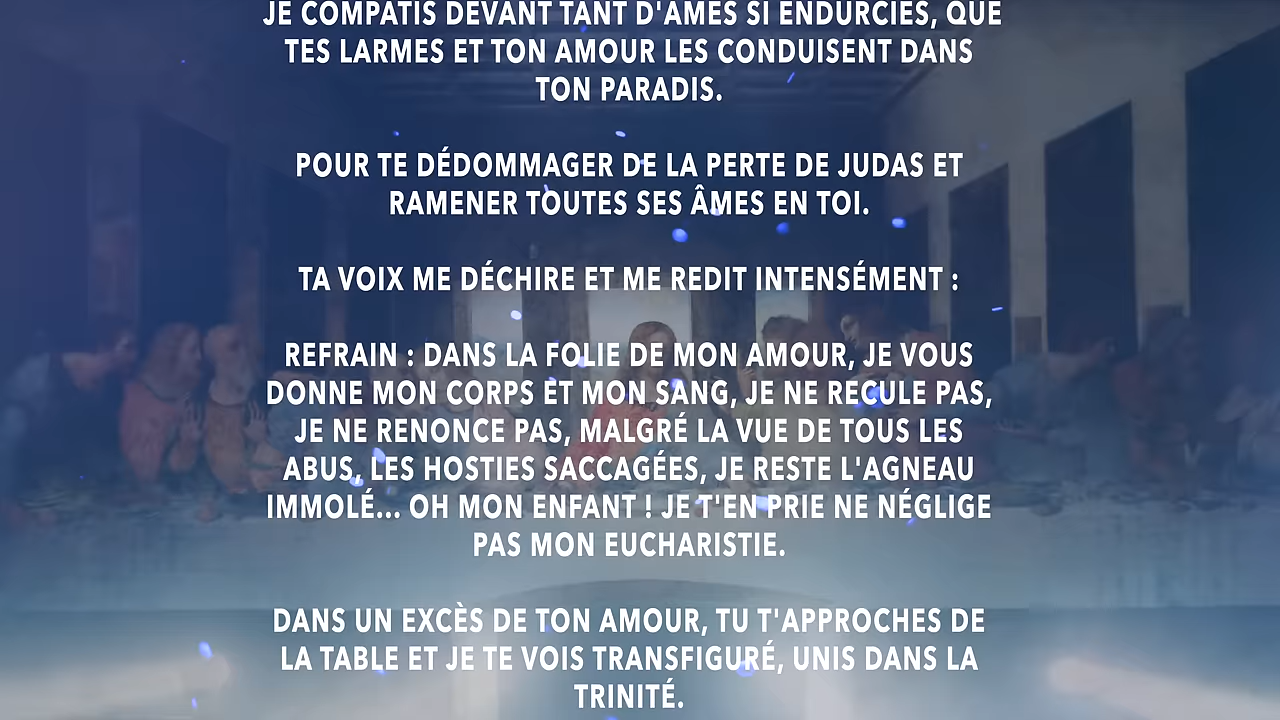 JE COMPATIS DEVANT TANT D'ÂMES SI ENDURCIES, QUE
TES LARMES ET TON AMOUR LES CONDUISENT DANS
TON PARADIS.
POUR TE DÉDOMMAGER DE LA PERTE DE JUDAS ET
RAMENER TOUTES SES ÂMES EN TOI.
TA VOIX ME DÉCHIRE ET ME REDIT INTENSÉMENT :
REFRAIN : DANS LA FOLIE DE MON AMOUR, JE VOUS
DONNE MON CORPS ET MON SANG, JE NE RECULE PAS,
JE NE RENONCE PAS, MALGRÉ LA VUE DE TOUS LES
ABUS, LES HOSTIES SACCAGÉES, JE RESTE L'AGNEAU
IMMOLÉ... OH MON ENFANT ! JE T'EN PRIE NE NÉGLIGE
PAS MON EUCHARISTIE.
DANS UN EXCÈS DE TON AMOUR, TU T'APPROCHES DE
LA TABLE ET JE TE VOIS TRANSFIGURÉ, UNIS DANS LA
TRINITÉ.